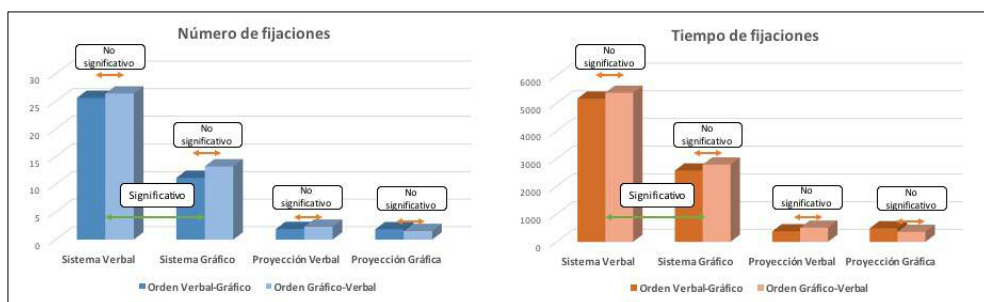 Número de fijaciones
No
significativo
30
25
20
15
10
5
0
No
significativo
Significativo
No
significativo
No
significativo
Sistema Verbal
Sistema Gráfico
Proyección Verbal
Proyección Gráfica
Orden Verbal-Gráfico
Orden Gráfico-Verbal
Tiempo de fijaciones
No
significativo
6000
5000
4000
3000
2000
1000
0
No
significativo
Significativo
No
significativo
No
significativo
Sistema Verbal
Sistema Gráfico
Proyección Verbal
Proyección Gráfica
Orden Verbal-Gráfico
Orden Gráfico-Verbal